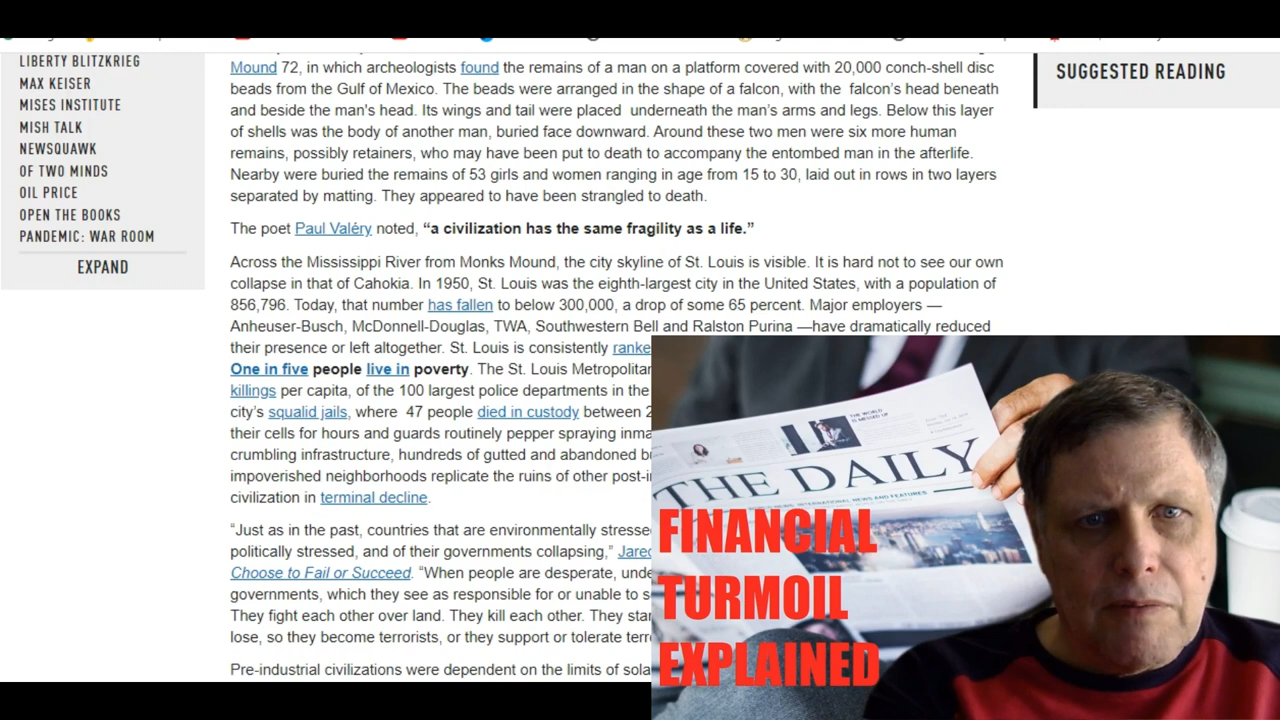 LIBERTY BLITZKRIEG
MAX KEISER
MISES INSTITUTE
MISH TALK
NEWSQUAWK
OF TWO MINDS
OIL PRICE
OPEN THE BOOKS
PANDEMIC: WAR ROOM
EXPAND
Mound 72, in which archeologists found the remains of a man on a platform covered with 20,000 conch-shell disc
beads from the Gulf of Mexico. The beads were arranged in the shape of a falcon, with the falcon's head beneath
and beside the man's head. Its wings and tail were placed underneath the man's arms and legs. Below this layer
of shells was the body of another man, buried face downward. Around these two men were six more human
remains, possibly retainers, who may have been put to death to accompany the entombed man in the afterlife.
Nearby were buried the remains of 53 girls and women ranging in age from 15 to 30, laid out in rows in two layers
separated by matting. They appeared to have been strangled to death.
The poet Paul Valéry noted, “a civilization has the same fragility as a life.”
Across the Mississippi River from Monks Mound, the city skyline of St. Louis is visible. It is hard not to see our own
collapse in that of Cahokia. In 1950, St. Louis was the eighth-largest city in the United States, with a population of
856,796. Today, that number has fallen to below 300,000, a drop of some 65 percent. Major employers —
Anheuser-Busch, McDonnell-Douglas, TWA, Southwestern Bell and Ralston Purina —have dramatically reduced
their presence or left altogether. St. Louis is consistently ranke
One in five people live in poverty. The St. Louis Metropolitan
killings per capita, of the 100 largest police departments in the
city's squalid jails, where 47 people died in custody between 2
their cells for hours and guards routinely pepper spraying inma
crumbling infrastructure, hundreds of gutted and abandoned b
impoverished neighborhoods replicate the ruins of other post-i
civilization in terminal decline.
“Just as in the past, countries that are environmentally stresse
politically stressed, and of their governments collapsing,” Jared
Choose to Fail or Succeed. “When people are desperate, unde
governments, which they see as responsible for or unable to s
They fight each other over land. They kill each other. They star
lose, so they become terrorists, or they support or tolerate terro
Pre-industrial civilizations were dependent on the limits of sola
SUGGESTED READING
THE WORLD
IS MESSED UP
THE DAILY
FINANCIAL
TURMOIL
EXPLAINED